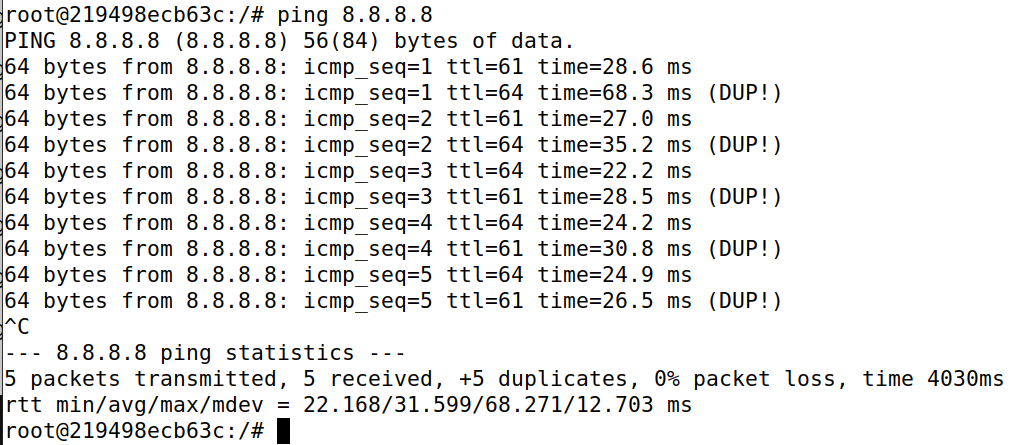 root@219498ecb63c:/# ping 8.8.8.8
PING 8.8.8.8 (8.8.8.8) 56(84) bytes of data.
64 bytes from 8.8.8.8: icmp_seq=1 ttl=61 time=28.6 ms
64 bytes from 8.8.8.8: icmp_seq=1 ttl=64 time=68.3 ms (DUP!)
64 bytes from 8.8.8.8: icmp_seq=2 ttl=61 time=27.0 ms
64 bytes from 8.8.8.8: icmp_seq=2 ttl=64 time=35.2 ms (DUP!)
64 bytes from 8.8.8.8: icmp_seq=3 ttl=64 time=22.2 ms
64 bytes from 8.8.8.8: icmp_seq=3 ttl=61 time=28.5 ms (DUP!)
64 bytes from 8.8.8.8: icmp_seq=4 ttl=64 time=24.2 ms
64 bytes from 8.8.8.8: icmp_seq=4 ttl=61 time=30.8 ms (DUP!)
64 bytes from 8.8.8.8: icmp_seq=5 ttl=64 time=24.9 ms
64 bytes from 8.8.8.8: icmp_seq=5 ttl=61 time=26.5 ms (DUP!)
^C
--- 8.8.8.8 ping statistics ---
5 packets transmitted, 5 received, +5 duplicates, 0% packet loss, time 4030ms
rtt min/avg/max/mdev = 22.168/31.599/68.271/12.703 ms
root@219498ecb63c:/#